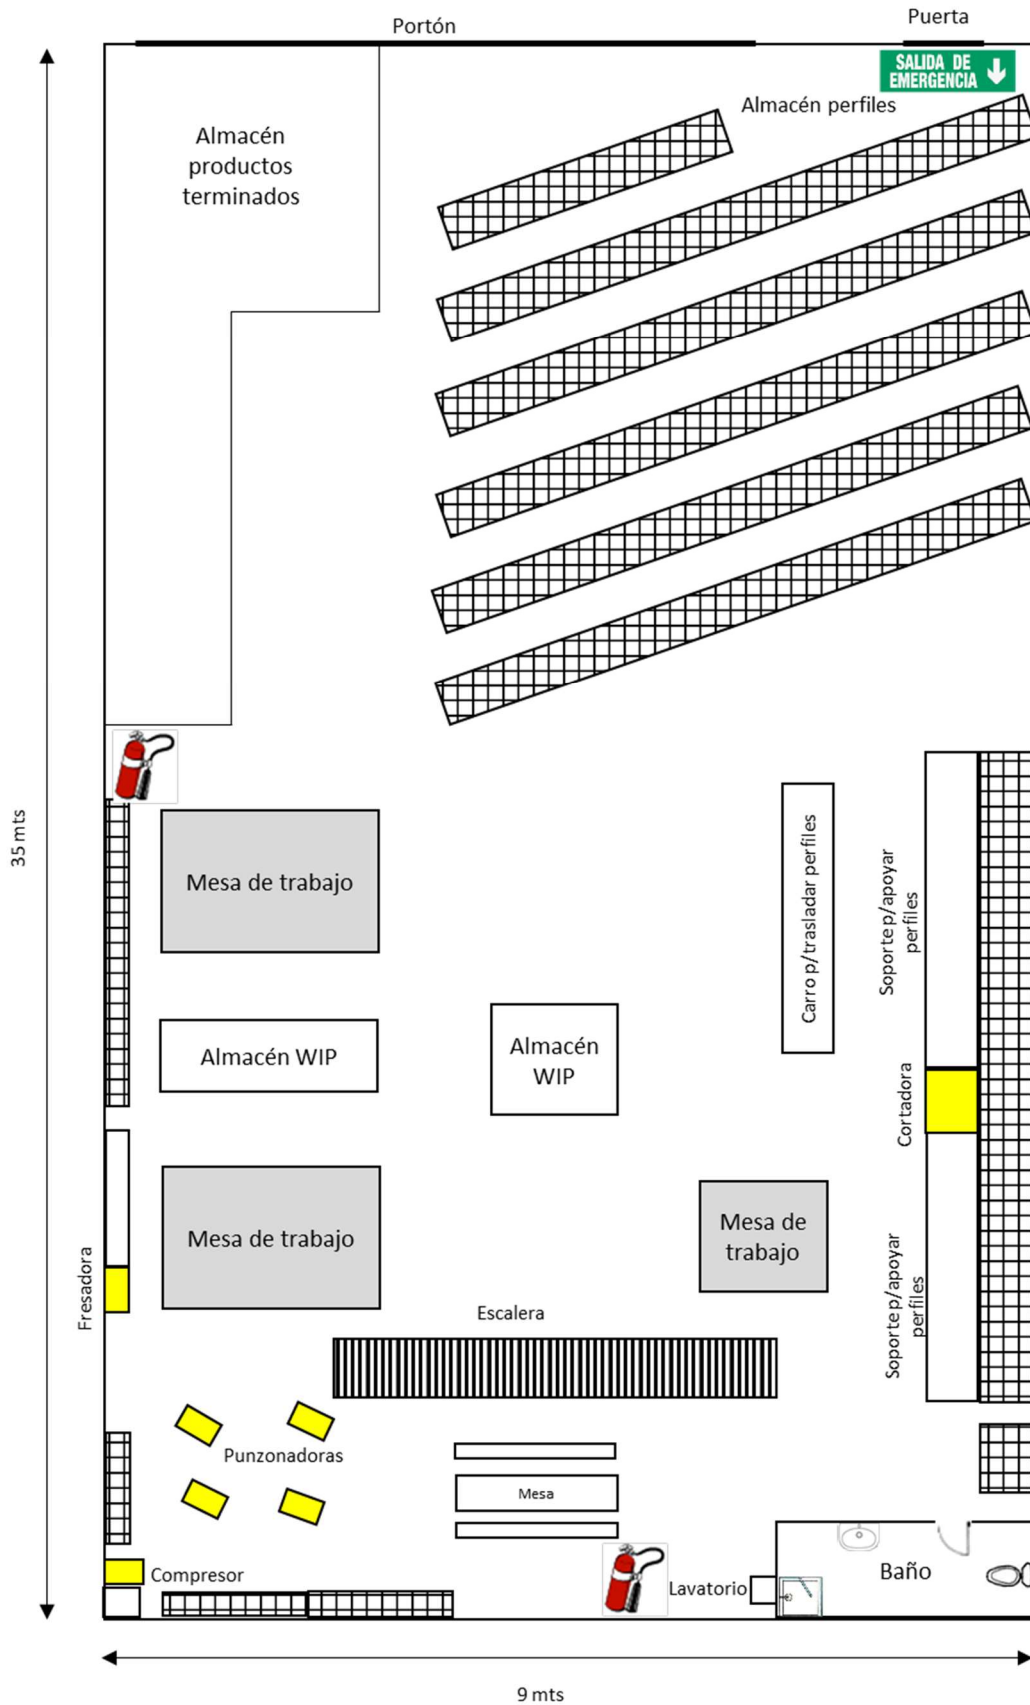 Portón
Puerta
SALIDA DE
EMERGENCIA
Almacén perfiles
Almacén
productos
terminados
35 mts
Mesa de trabajo
Carro p/trasladar perfiles
Soporte p/apoyar
perfiles
Almacén WIP
Almacén
WIP
Cortadora
Mesa de trabajo
Mesa de
trabajo
Fresadora
Soporte p/apoyar
perfiles
Escalera
Punzonadoras
Mesa
Compresor
Lavatorio
Baño
9 mts